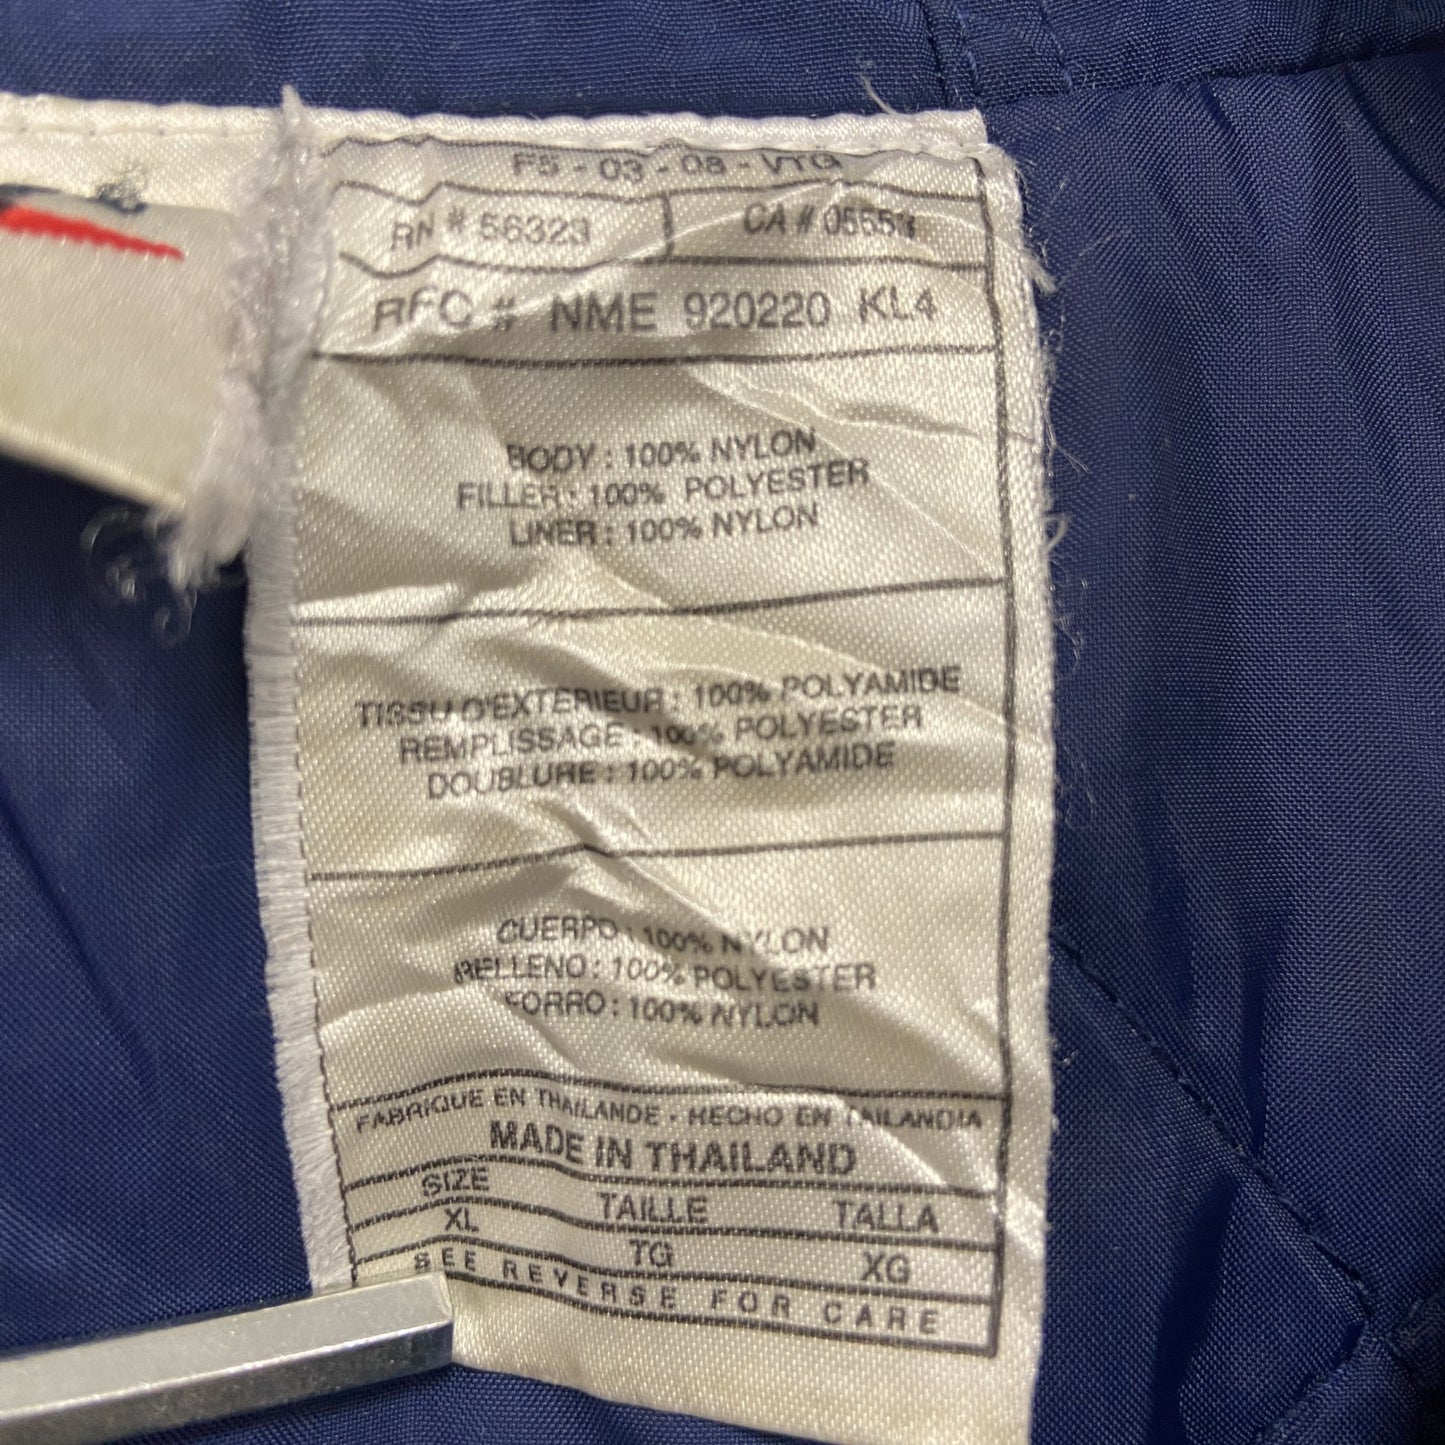 F5 - 03 - 08 - VTG
RN # 56323 CA # 05553
RFC # NME 920220 KL4
BODY : 100% NYLON
FILLER : 100% POLYESTER
LINER : 100% NYLON
TISSU D'EXTERIEUR : 100% POLYAMIDE
REMPLISSAGE : 100% POLYESTER
DOUBLURE : 100% POLYAMIDE
CUERPO : 100% NYLON
RELLENO : 100% POLYESTER
FORRO : 100% NYLON
FABRIQUE EN THAILANDE - HECHO EN TAILANDIA
MADE IN THAILAND
SIZE TAILLE TALLA
XL TG XG
SEE REVERSE FOR CARE